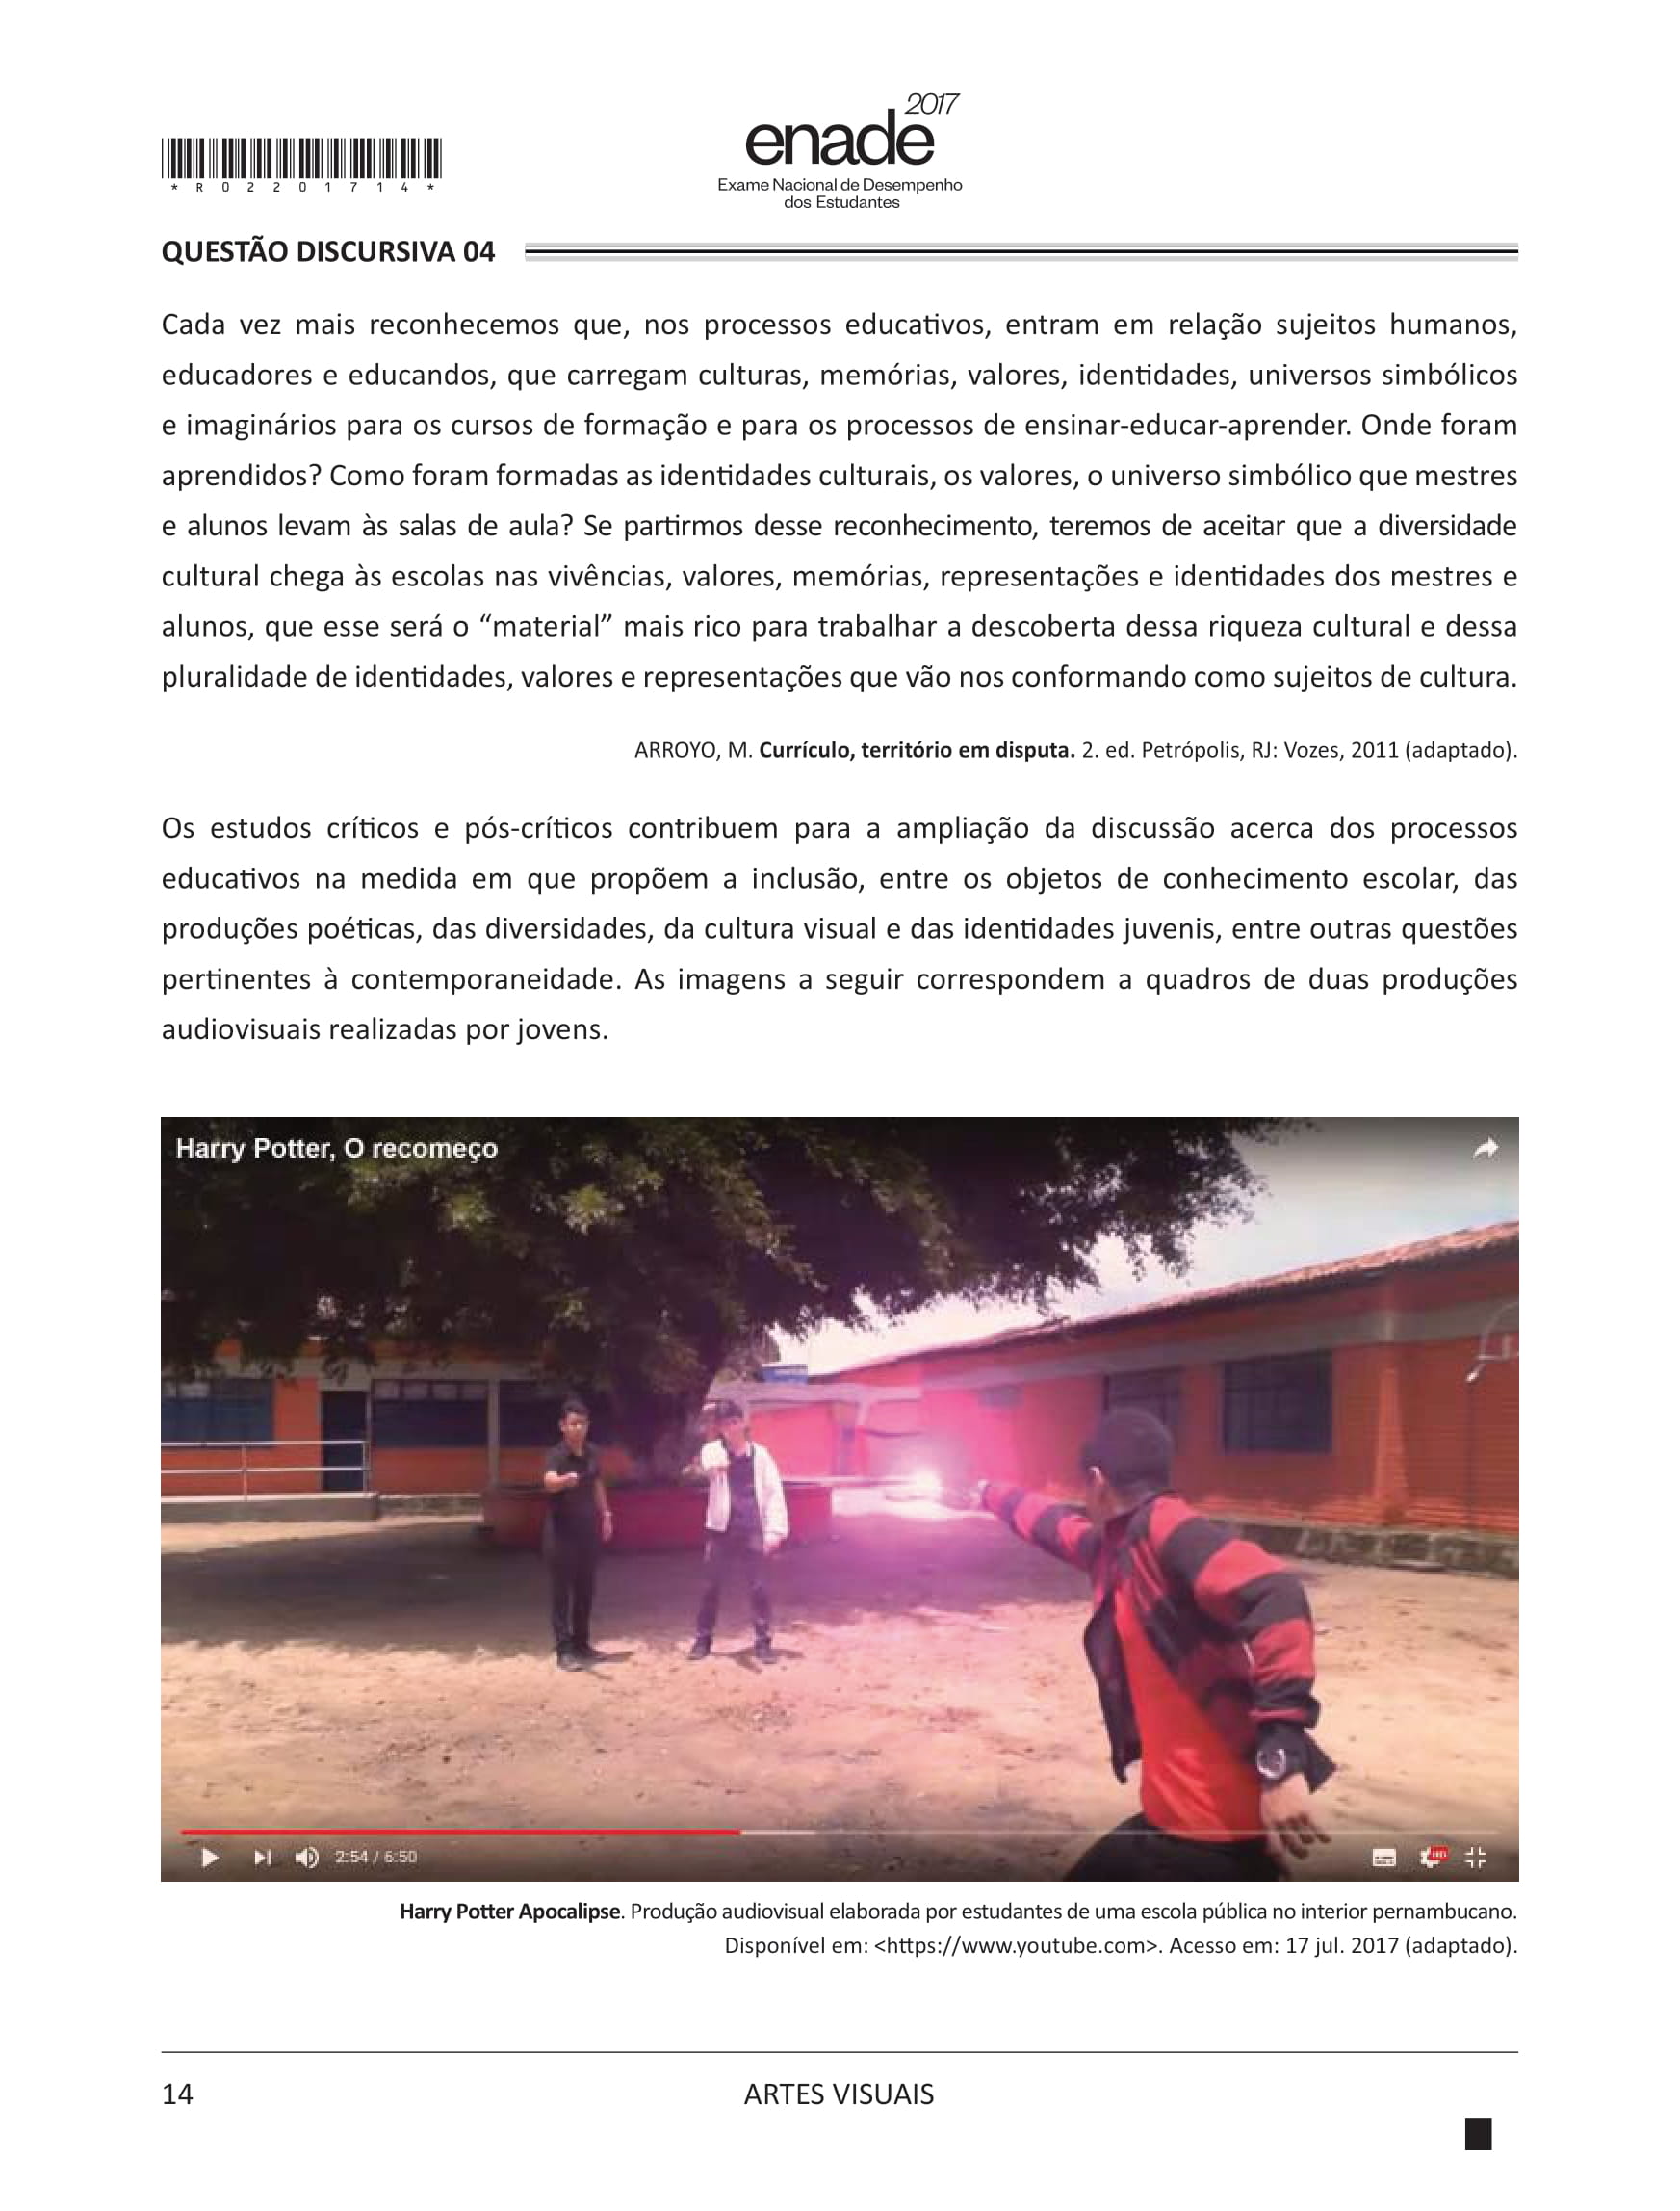 2017
enade
Exame Nacional de Desempenho
dos Estudantes
* R 0 2 2 0 1 7 1 4 *
QUESTÃO DISCURSIVA 04
Cada vez mais reconhecemos que, nos processos educativos, entram em relação sujeitos humanos,
educadores e educandos, que carregam culturas, memórias, valores, identidades, universos simbólicos
e imaginários para os cursos de formação e para os processos de ensinar-educar-aprender. Onde foram
aprendidos? Como foram formadas as identidades culturais, os valores, o universo simbólico que mestres
e alunos levam às salas de aula? Se partirmos desse reconhecimento, teremos de aceitar que a diversidade
cultural chega às escolas nas vivências, valores, memórias, representações e identidades dos mestres e
alunos, que esse será o “material” mais rico para trabalhar a descoberta dessa riqueza cultural e dessa
pluralidade de identidades, valores e representações que vão nos conformando como sujeitos de cultura.
ARROYO, M. Currículo, território em disputa. 2. ed. Petrópolis, RJ: Vozes, 2011 (adaptado).
Os estudos críticos e pós-críticos contribuem para a ampliação da discussão acerca dos processos
educativos na medida em que propõem a inclusão, entre os objetos de conhecimento escolar, das
produções poéticas, das diversidades, da cultura visual e das identidades juvenis, entre outras questões
pertinentes à contemporaneidade. As imagens a seguir correspondem a quadros de duas produções
audiovisuais realizadas por jovens.
Harry Potter, O recomeço
2:54 / 6:50
Harry Potter Apocalipse. Produção audiovisual elaborada por estudantes de uma escola pública no interior pernambucano.
Disponível em: <https://www.youtube.com>. Acesso em: 17 jul. 2017 (adaptado).
14
ARTES VISUAIS